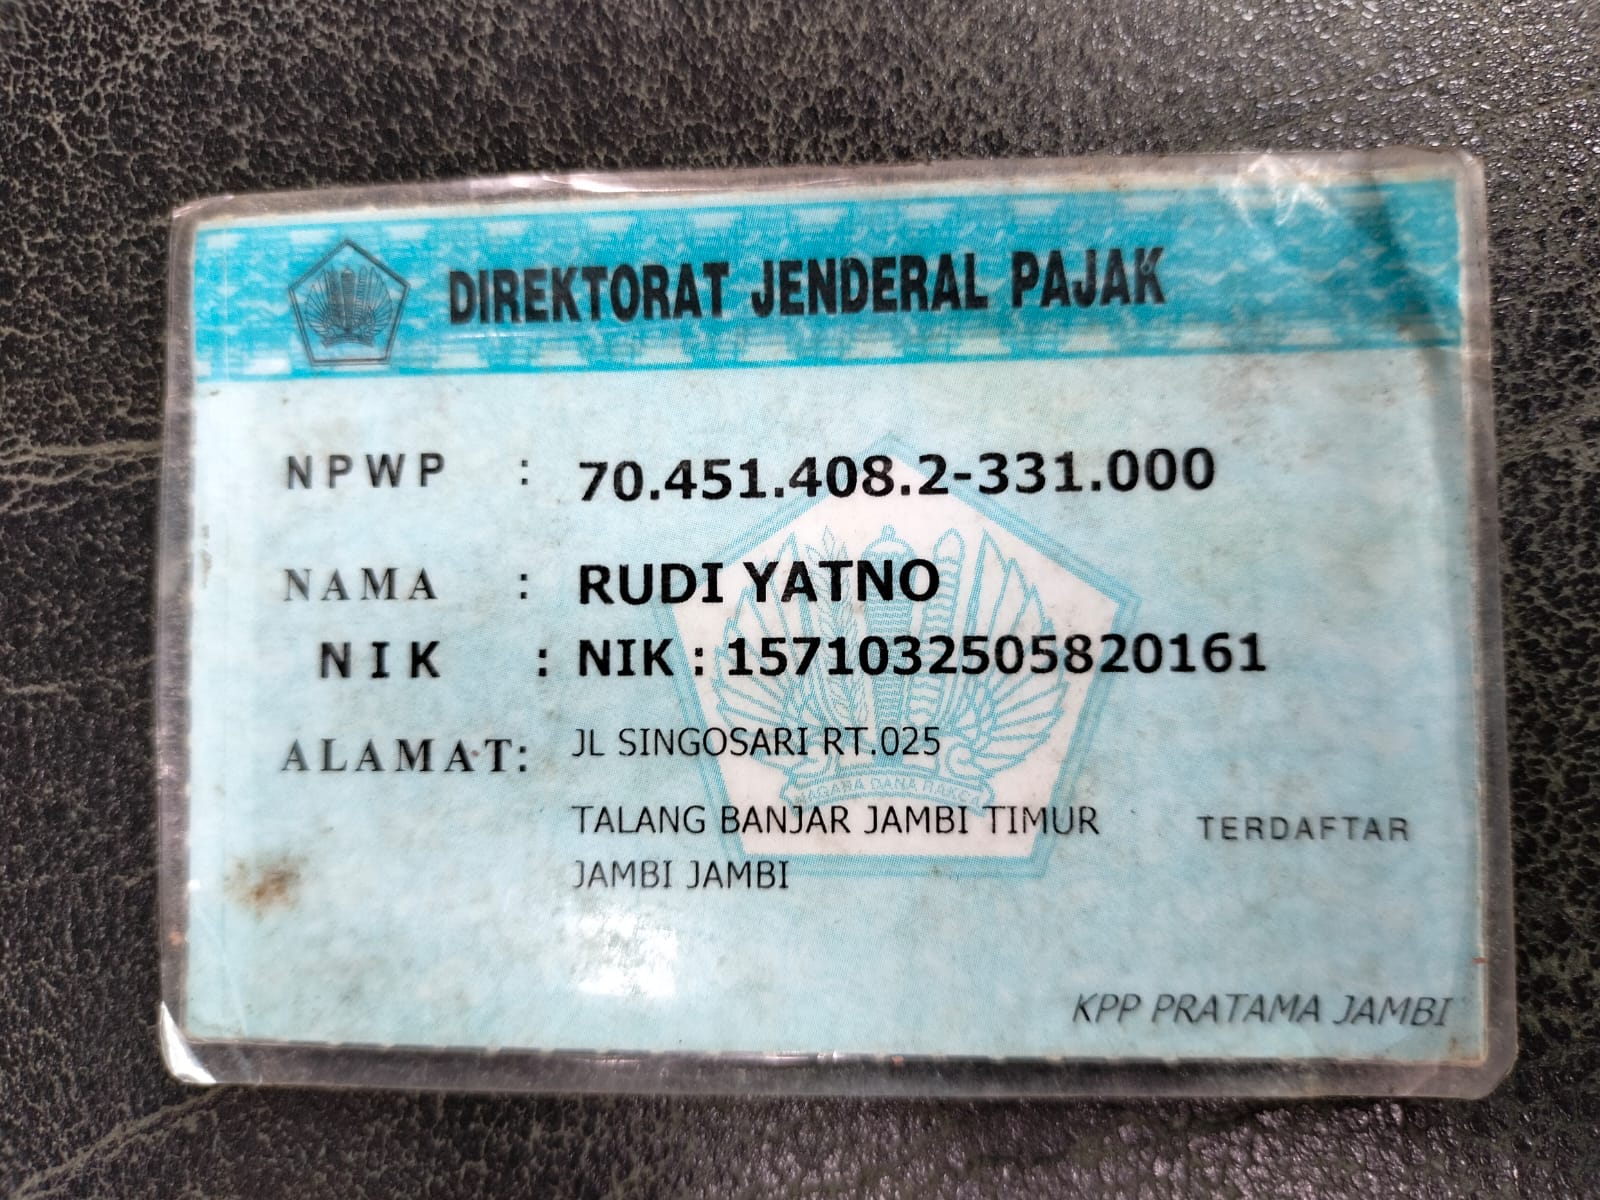 DIREKTORAT JENDERAL PAJAK
NPWP : 70.451.408.2-331.000
NAMA : RUDI YATNO
NIK : NIK : 1571032505820161
ALAMAT: JL SINGOSARI RT.025
NAGARA DANA RAKCA
TALANG BANJAR JAMBI TIMUR TERDAFTAR
JAMBI JAMBI
KPP PRATAMA JAMBI